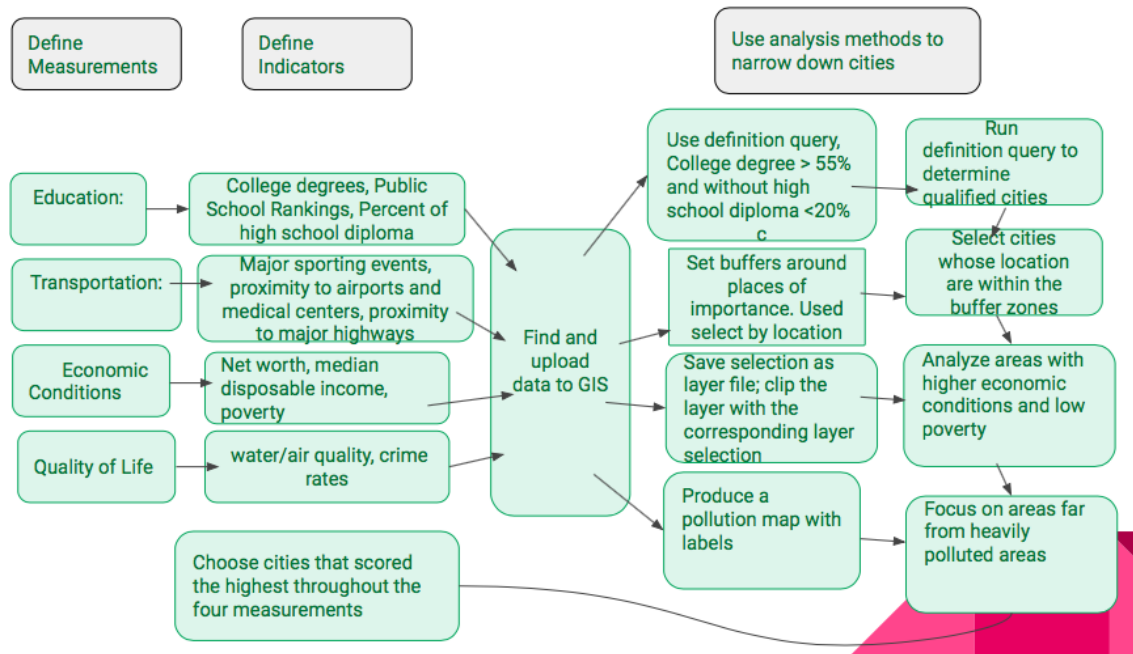 Define
Measurements
Define
Indicators
Use analysis methods to
narrow down cities
Education:
College degrees, Public
School Rankings, Percent of
high school diploma
Transportation:
Major sporting events,
proximity to airports and
medical centers, proximity
to major highways
Economic
Conditions
Net worth, median
disposable income,
poverty
Quality of Life
water/air quality, crime
rates
Find and
upload
data to GIS
Use definition query,
College degree > 55%
and without high
school diploma <20%
c
Run
definition query to
determine
qualified cities
Set buffers around
places of
importance. Used
select by location
Select cities
whose location
are within the
buffer zones
Save selection as
layer file; clip the
layer with the
corresponding layer
selection
Analyze areas with
higher economic
conditions and low
poverty
Produce a
pollution map with
labels
Focus on areas far
from heavily
polluted areas
Choose cities that scored
the highest throughout the
four measurements